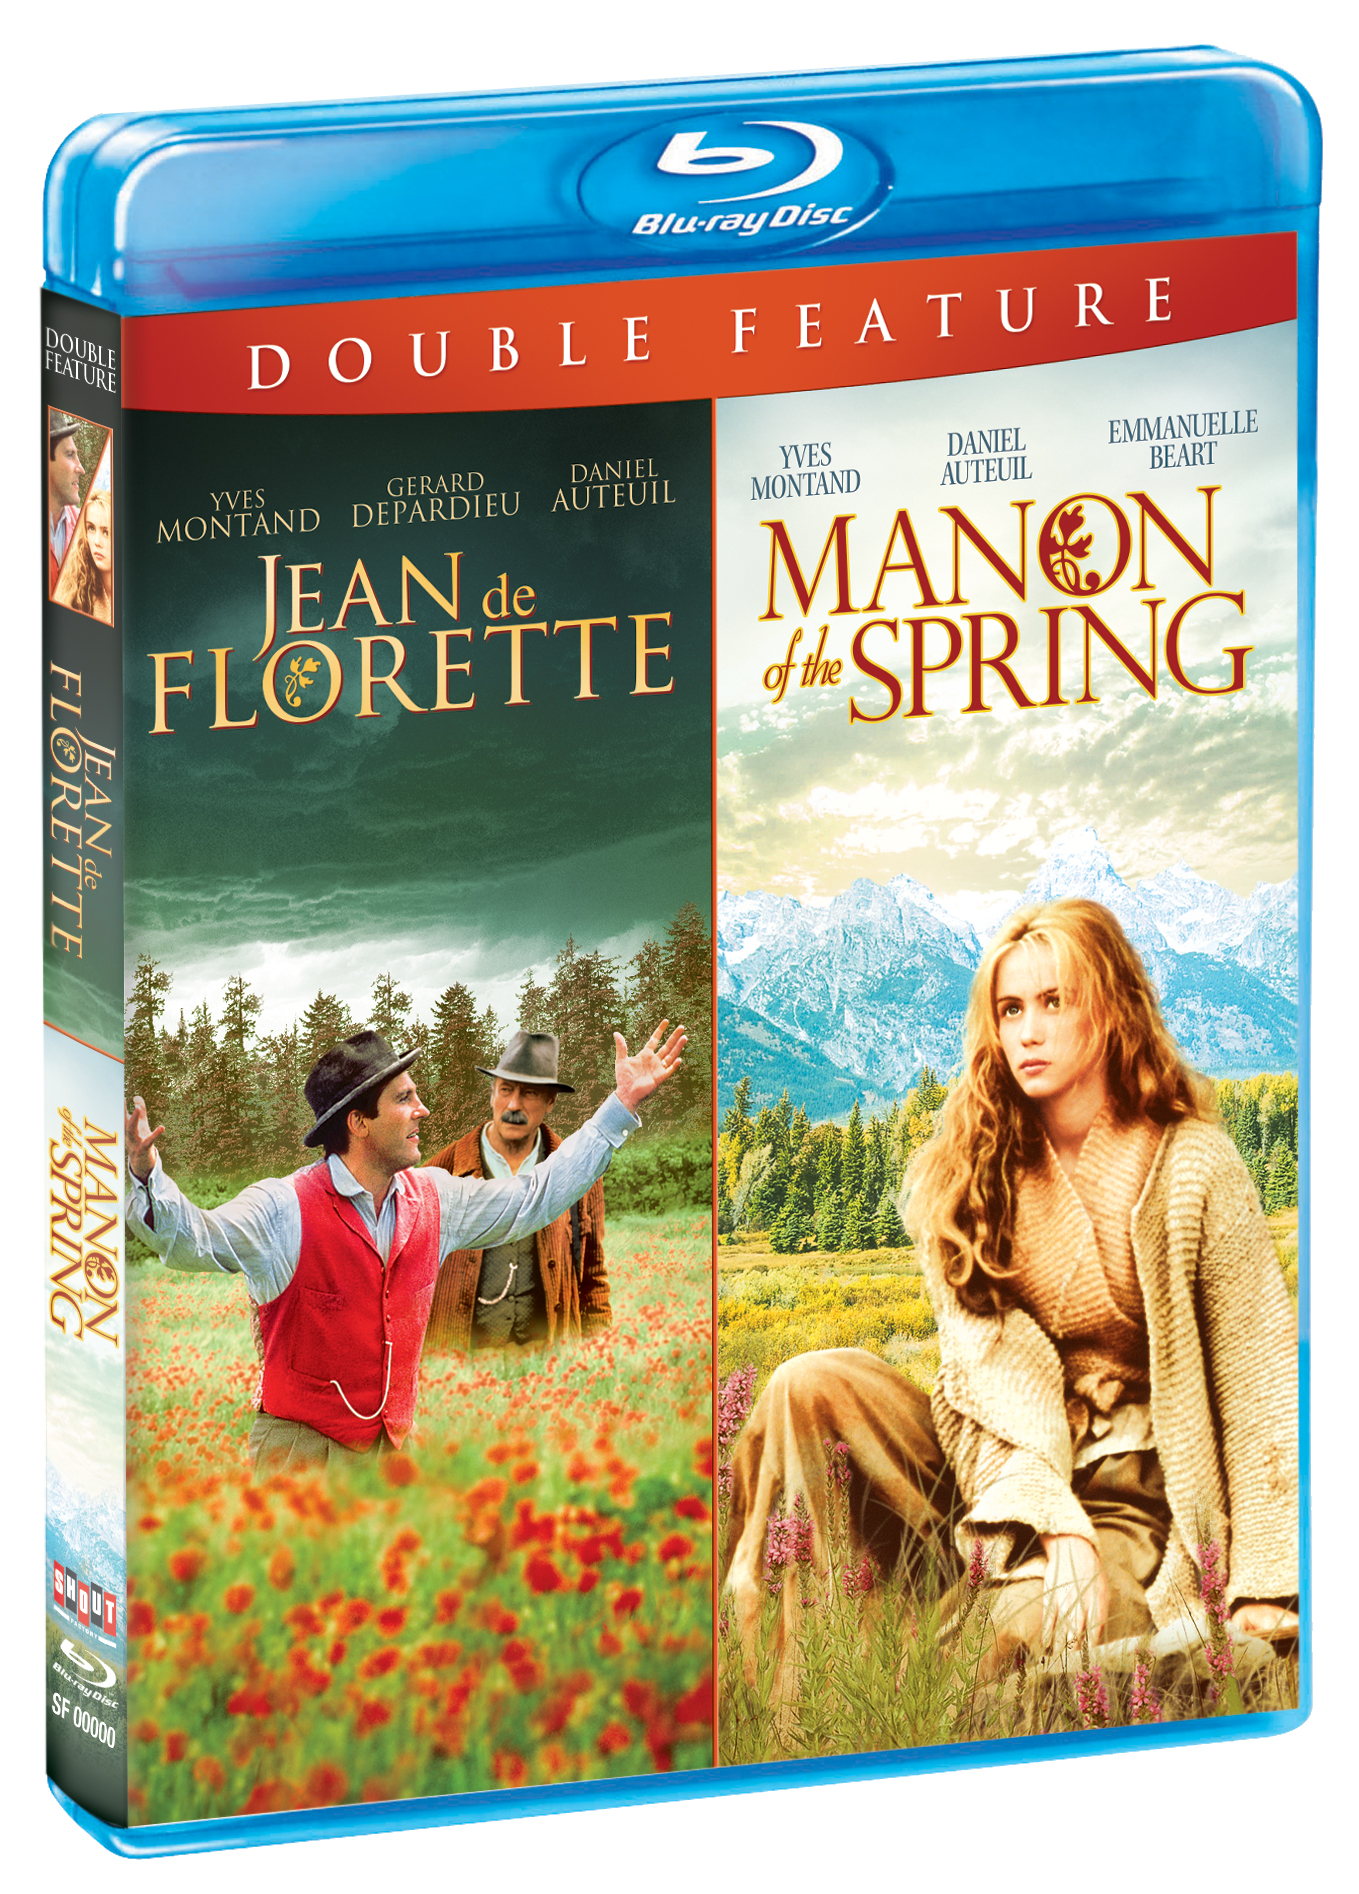 Blu-ray Disc
DOUBLE FEATURE
YVES
MONTAND
GERARD
DEPARDIEU
DANIEL
AUTEUIL
JEAN de
FLORETTE
YVES
MONTAND
DANIEL
AUTEUIL
EMMANUELLE
BEART
MANON
of the SPRING
DOUBLE
FEATURE
JEAN de
FLORETTE
MANON
of the SPRING
SHOUT
FACTORY
Blu-ray Disc
SF 00000